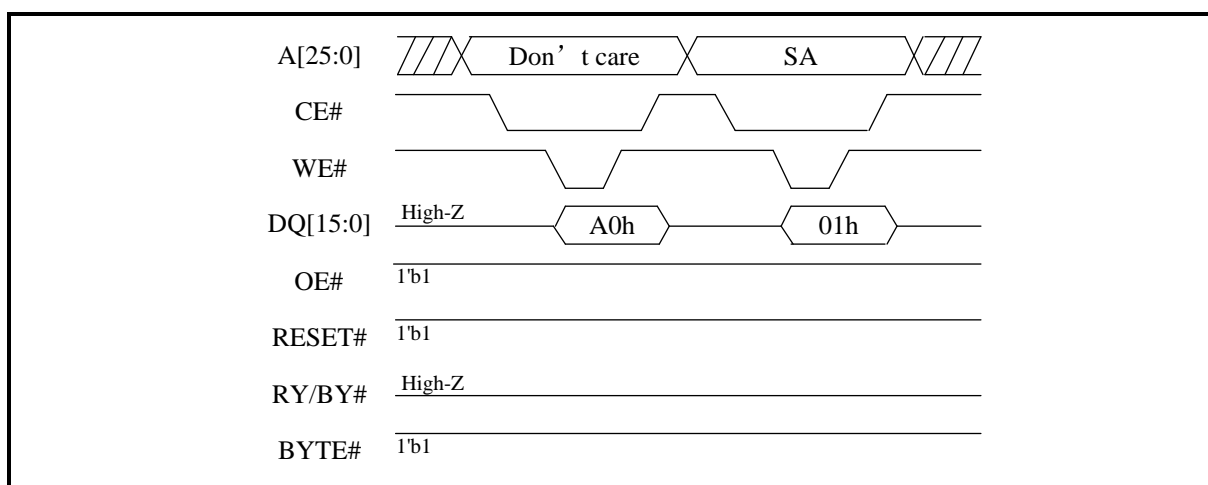 A[25:0] Don’ t care SA
CE#
WE#
DQ[15:0] High-Z A0h 01h
OE# 1'b1
RESET# 1'b1
RY/BY# High-Z
BYTE# 1'b1